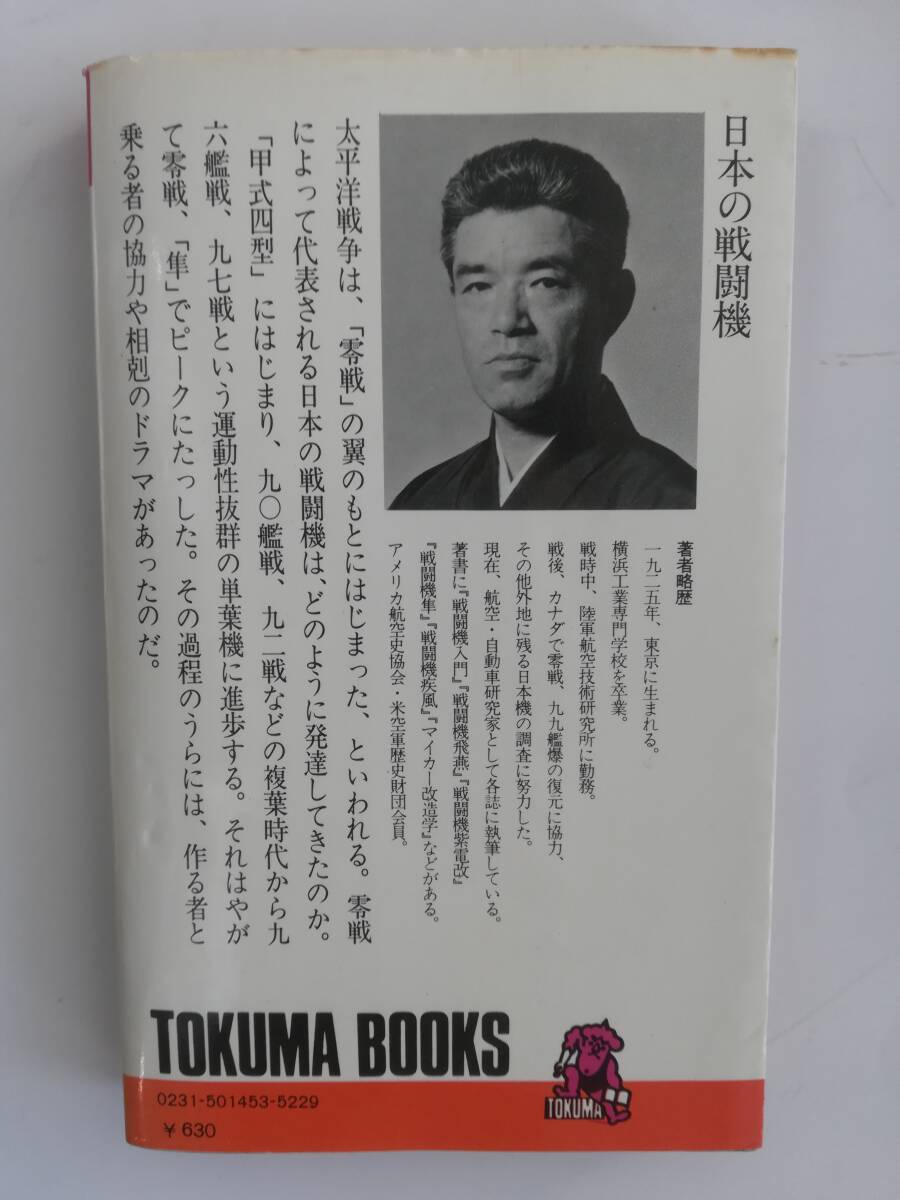 日本の戦闘機
著者略歴
一九二五年、東京に生まれる。
横浜工業専門学校を卒業。
戦時中、陸軍航空技術研究所に勤務。
戦後、カナダで零戦、九九艦爆の復元に協力、
その他外地に残る日本機の調査に努力した。
現在、航空・自動車研究家として各誌に執筆している。
著書に『戦闘機入門』『戦闘機飛燕』『戦闘機紫電改』
『戦闘機隼』『戦闘機疾風』『マイカー改造学』などがある。
アメリカ航空史協会・米空軍歴史財団会員。
太平洋戦争は、「零戦」の翼のもとにはじまった、といわれる。零戦
によって代表される日本の戦闘機は、どのように発達してきたのか。
「甲式四型」にはじまり、九〇艦戦、九二戦などの複葉時代から九
六艦戦、九七戦という運動性抜群の単葉機に進歩する。それはやが
て零戦、「隼」でピークにたっした。その過程のうらには、作る者と
乗る者の協力や相剋のドラマがあったのだ。
TOKUMA BOOKS
TOKUMA
0231-501453-5229
¥630